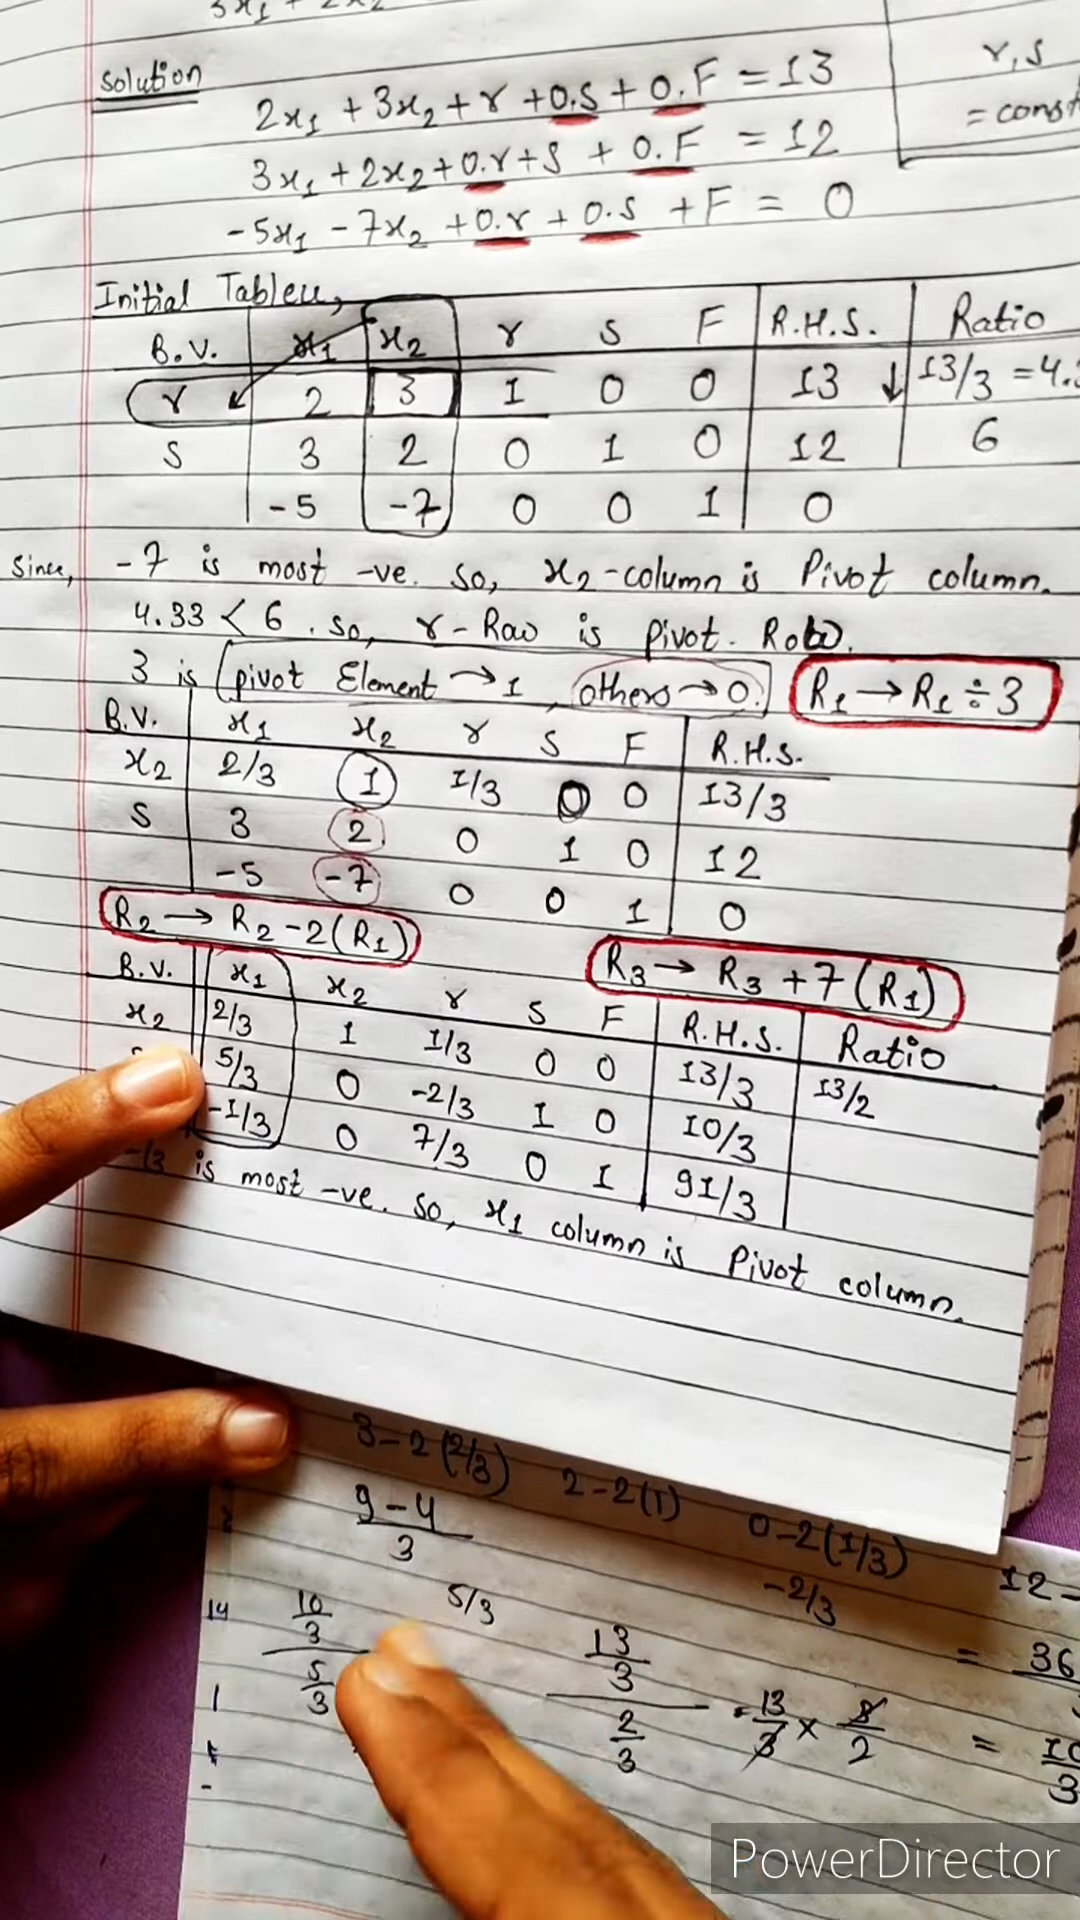 Solution
2x₁ + 3x₂ + r + 0.S + 0.F = 13
3x₁ + 2x₂ + 0.r + S + 0.F = 12
-5x₁ - 7x₂ + 0.r + 0.S + F = 0
r, s
= const
Initial Tableu,
B.V. x₁ x₂ r S F R.H.S. Ratio
r 2 3 1 0 0 13 ↓ 13/3 = 4.
S 3 2 0 1 0 12 6
-5 -7 0 0 1 0
Since, -7 is most -ve. so, x₂-column is Pivot column.
4.33 < 6 . so, r-Row is pivot.
3 is pivot Element → 1, others → 0. R₁ → R₁ ÷ 3
B.V. x₁ x₂ r S F R.H.S.
x₂ 2/3 1 1/3 0 0 13/3
S 3 2 0 1 0 12
-5 -7 0 0 1 0
R₂ → R₂ - 2(R₁) R₃ → R₃ + 7(R₁)
B.V. x₁ x₂ r S F R.H.S. Ratio
x₂ 2/3 1 1/3 0 0 13/3 13/2
5/3 0 -2/3 1 0 10/3
-1/3 0 7/3 0 1 91/3
is most -ve. so, x₁ column is Pivot column.
3-2(2/3) 2-2(1) 0-2(1/3) 12-
9-4/3 -2/3
5/3 = 36
10/3 / 5/3 13/3 / 2/3 13/3 × 3/2 = 10/3
14
1
PowerDirector